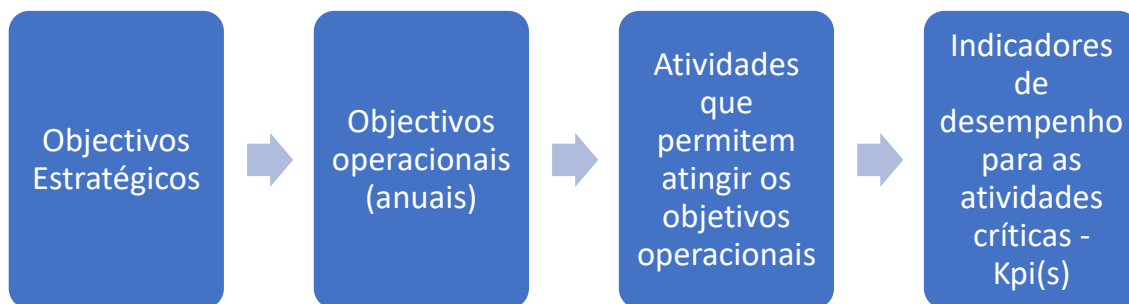 Objectivos
Estratégicos
Objectivos
operacionais
(anuais)
Atividades
que
permitem
atingir os
objetivos
operacionais
Indicadores
de
desempenho
para as
atividades
críticas -
Kpi(s)